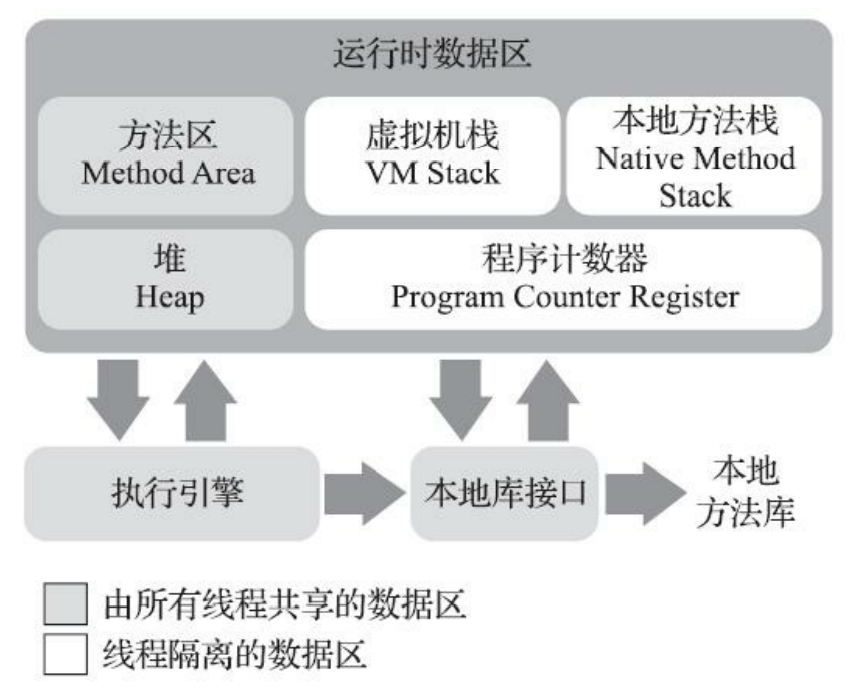 运行时数据区
方法区
Method Area
虚拟机栈
VM Stack
本地方法栈
Native Method
Stack
堆
Heap
程序计数器
Program Counter Register
执行引擎
本地库接口
本地
方法库
由所有线程共享的数据区
线程隔离的数据区